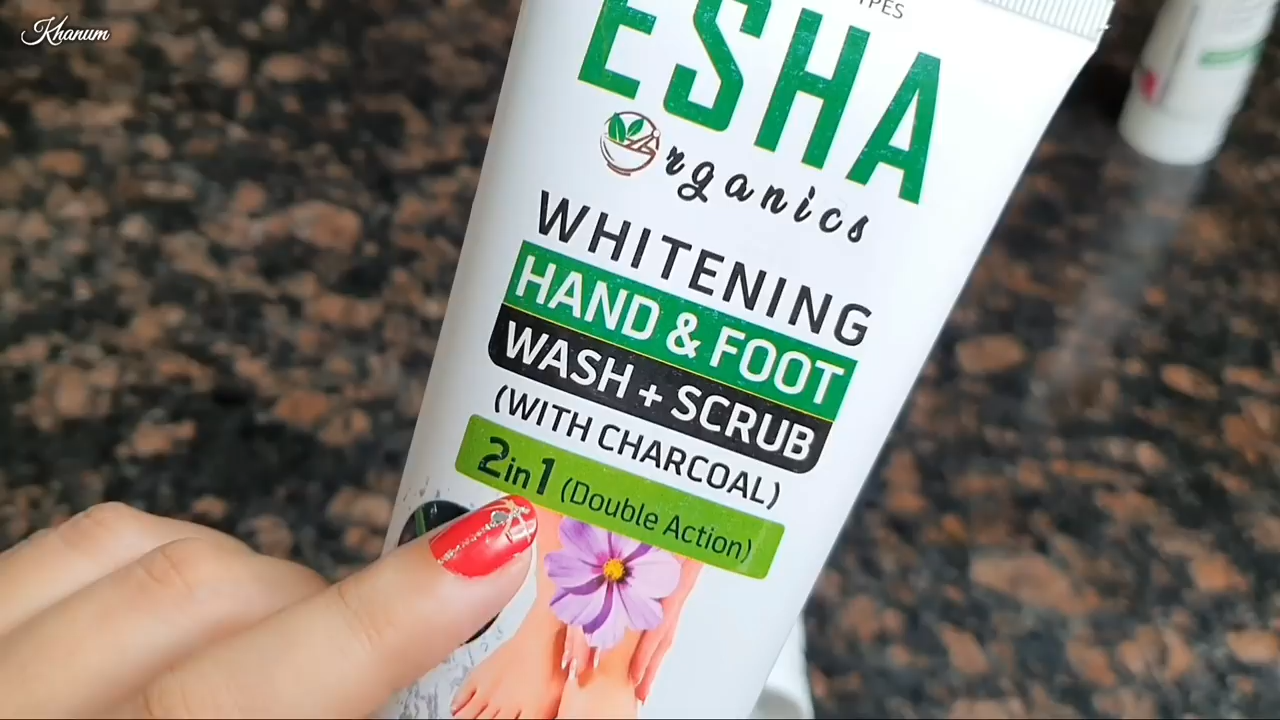 Khanum
ESHA
Organics
WHITENING
HAND & FOOT
WASH + SCRUB
(WITH CHARCOAL)
2in1 (Double Action)